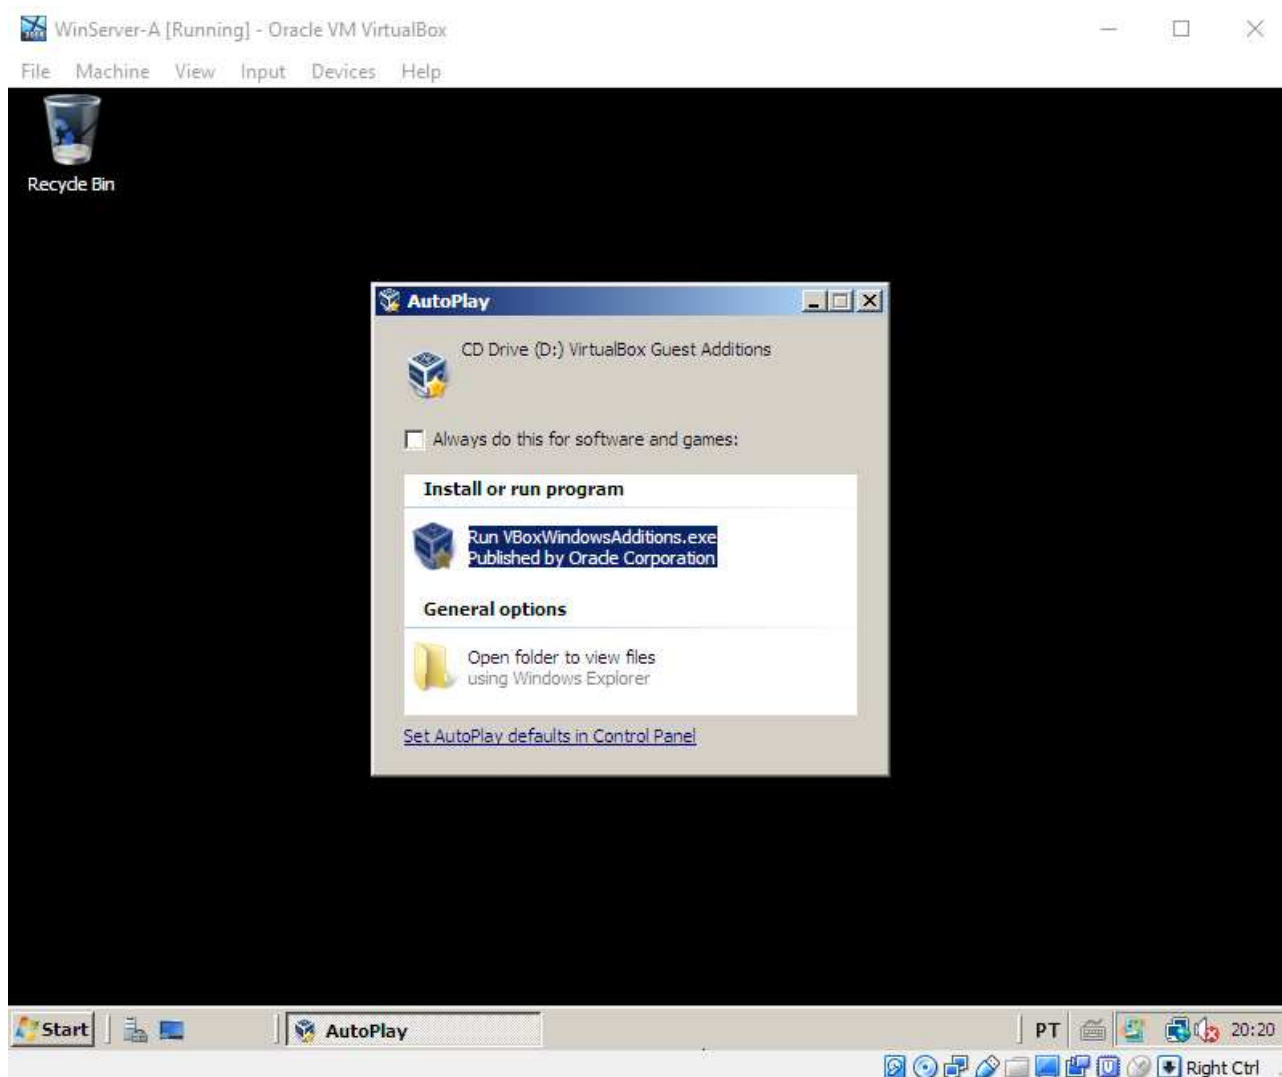 WinServer-A [Running] - Oracle VM VirtualBox
File Machine View Input Devices Help
Recycle Bin
AutoPlay
CD Drive (D:) VirtualBox Guest Additions
Always do this for software and games:
Install or run program
Run VBoxWindowsAdditions.exe
Published by Oracle Corporation
General options
Open folder to view files
using Windows Explorer
Set AutoPlay defaults in Control Panel
Start AutoPlay PT 20:20
Right Ctrl